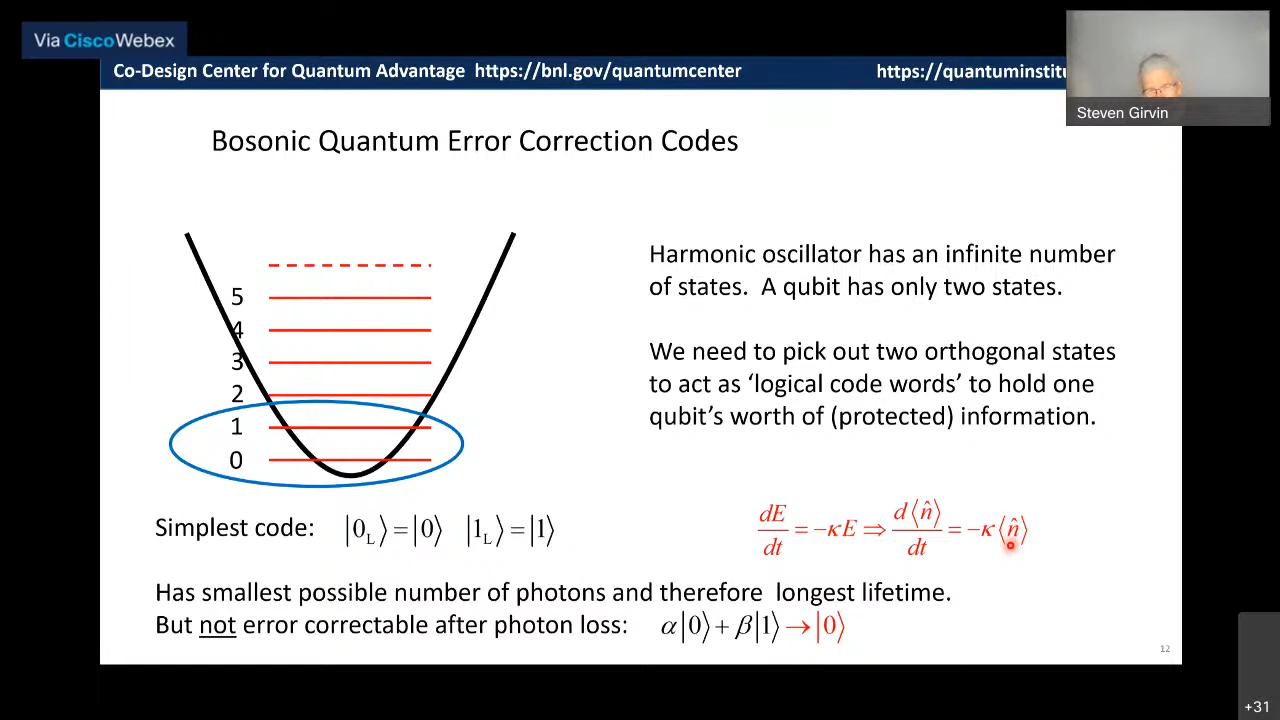 Via Cisco Webex
Co-Design Center for Quantum Advantage https://bnl.gov/quantumcenter
https://quantuminstitu
Steven Girvin
Bosonic Quantum Error Correction Codes
5
4
3
2
1
0
Harmonic oscillator has an infinite number
of states. A qubit has only two states.
We need to pick out two orthogonal states
to act as ‘logical code words’ to hold one
qubit’s worth of (protected) information.
Simplest code: |0_L⟩=|0⟩ |1_L⟩=|1⟩
dE/dt = −κE ⇒ d⟨n̂⟩/dt = −κ⟨n̂⟩
Has smallest possible number of photons and therefore longest lifetime.
But not error correctable after photon loss: α|0⟩+β|1⟩→|0⟩
12
+31